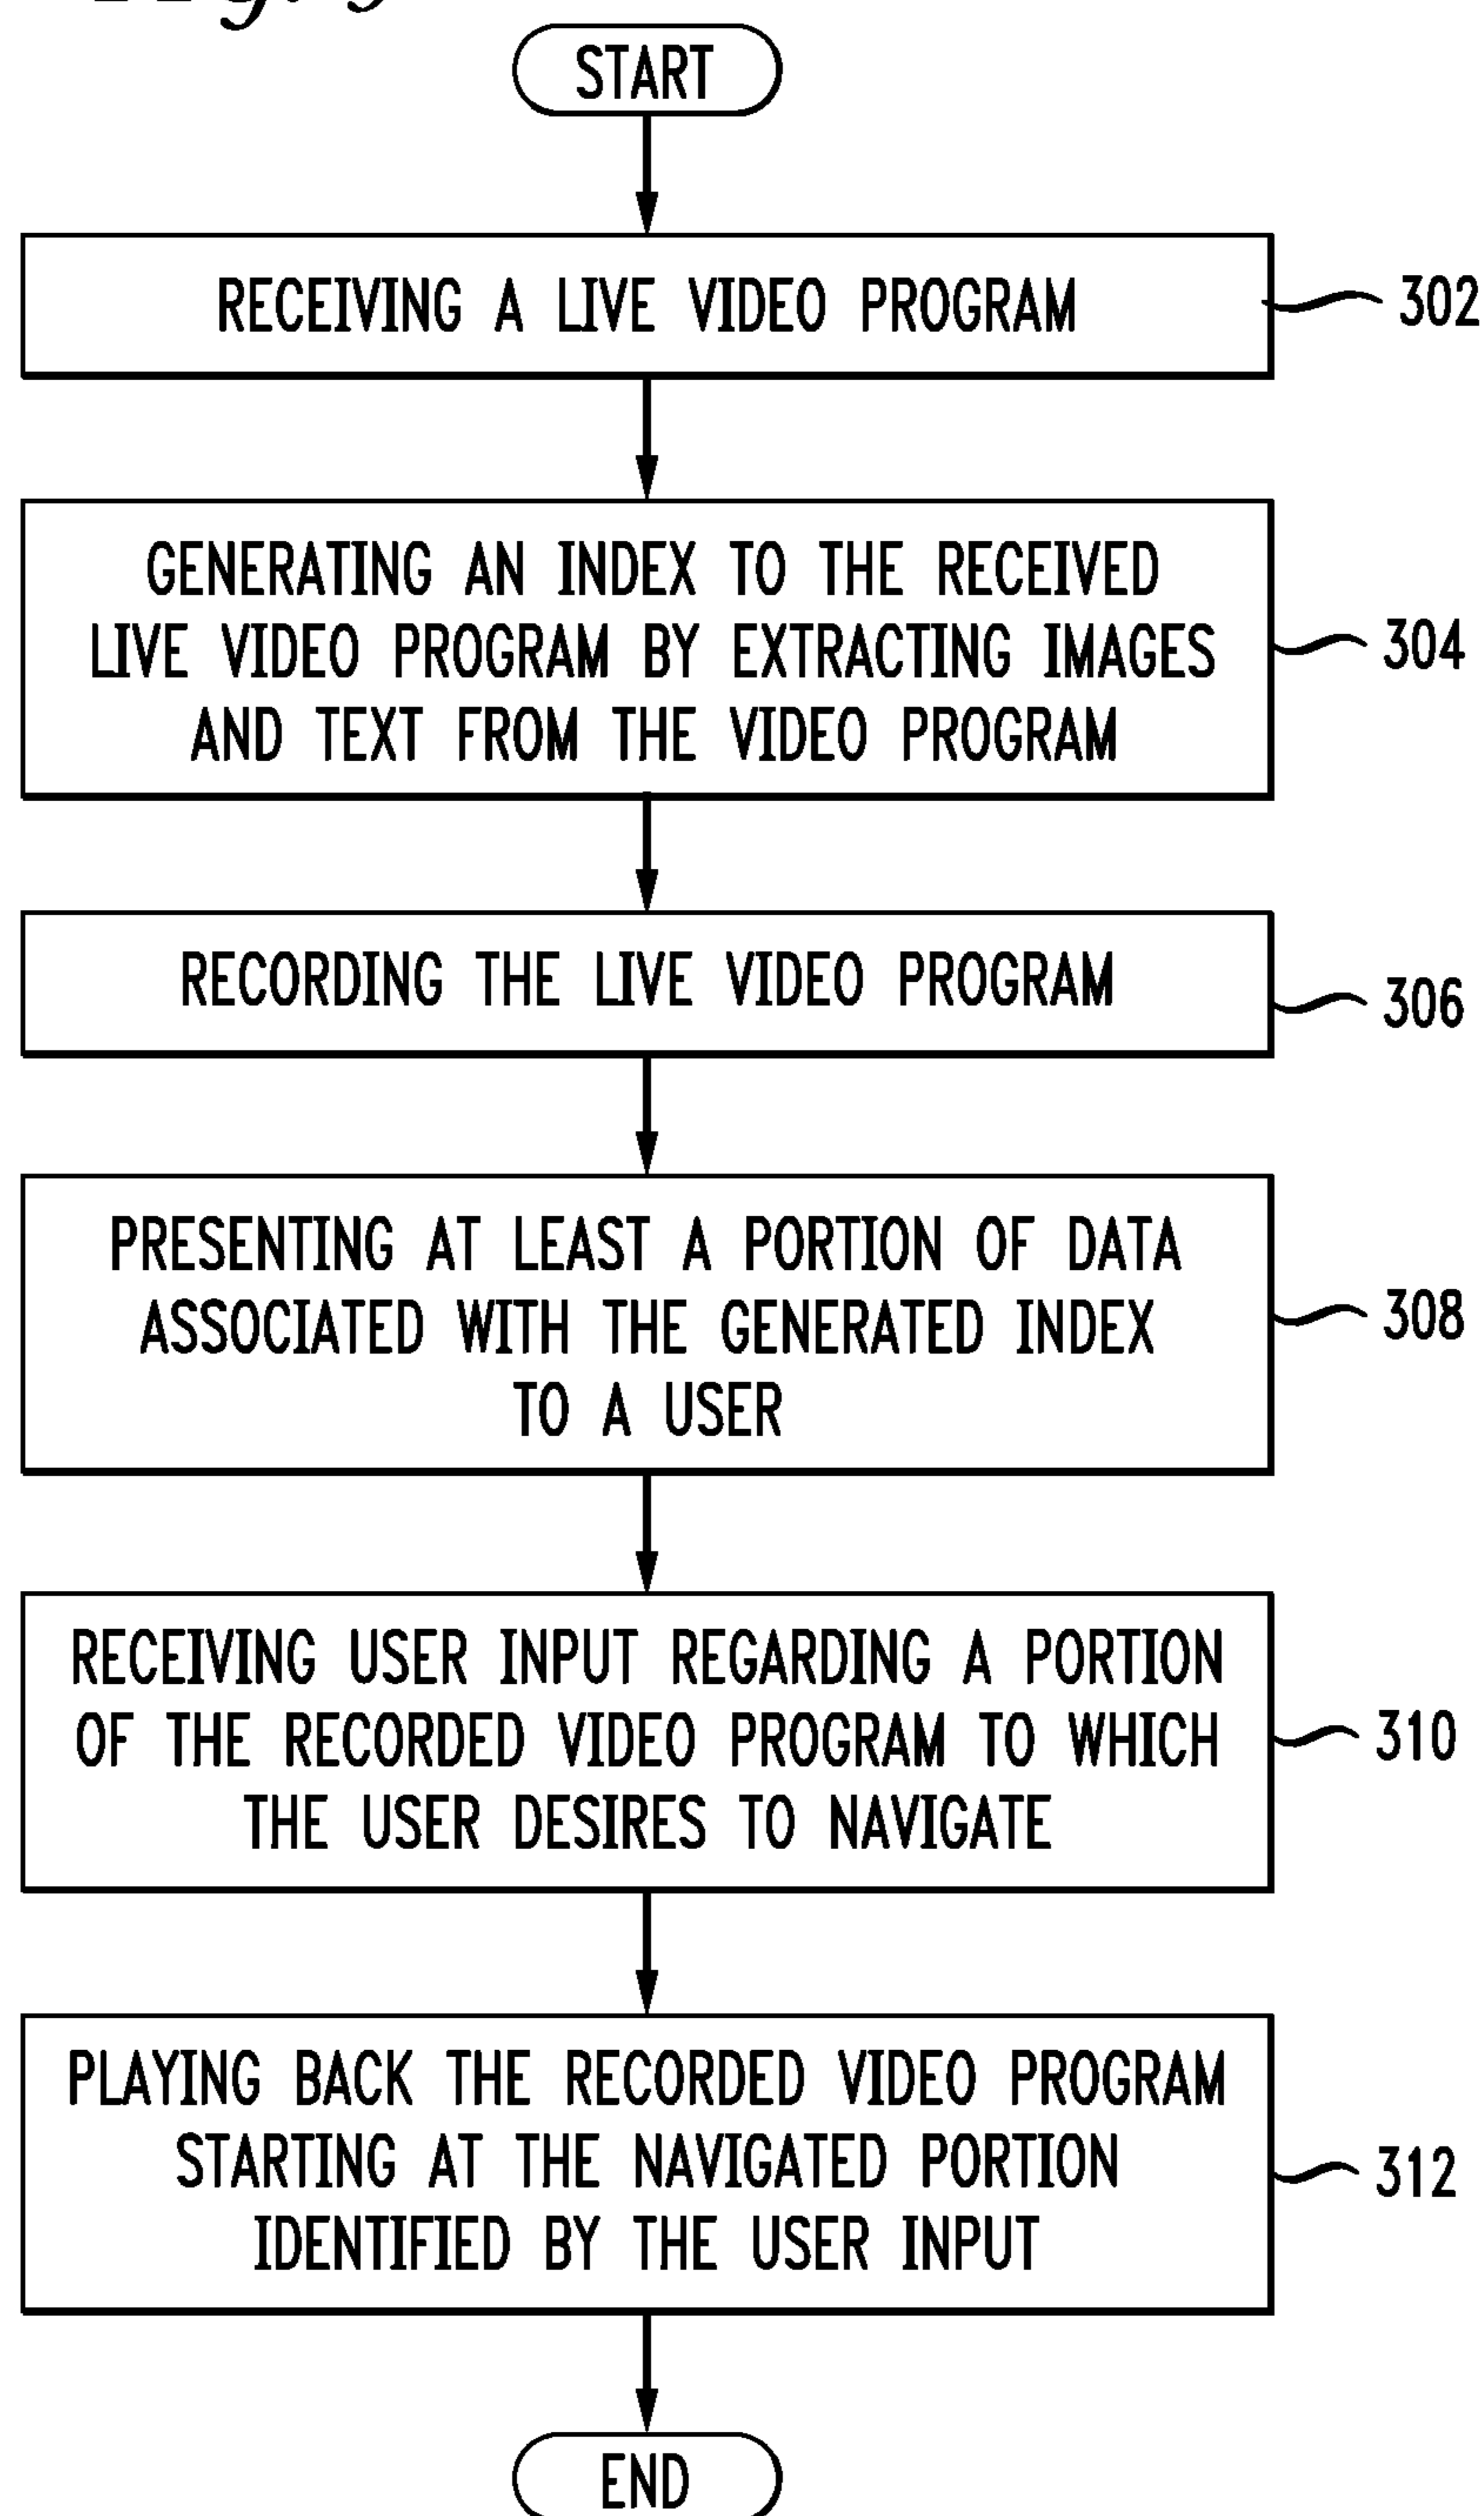 START
RECEIVING A LIVE VIDEO PROGRAM
302
GENERATING AN INDEX TO THE RECEIVED
LIVE VIDEO PROGRAM BY EXTRACTING IMAGES
AND TEXT FROM THE VIDEO PROGRAM
304
RECORDING THE LIVE VIDEO PROGRAM
306
PRESENTING AT LEAST A PORTION OF DATA
ASSOCIATED WITH THE GENERATED INDEX
TO A USER
308
RECEIVING USER INPUT REGARDING A PORTION
OF THE RECORDED VIDEO PROGRAM TO WHICH
THE USER DESIRES TO NAVIGATE
310
PLAYING BACK THE RECORDED VIDEO PROGRAM
STARTING AT THE NAVIGATED PORTION
IDENTIFIED BY THE USER INPUT
312
END